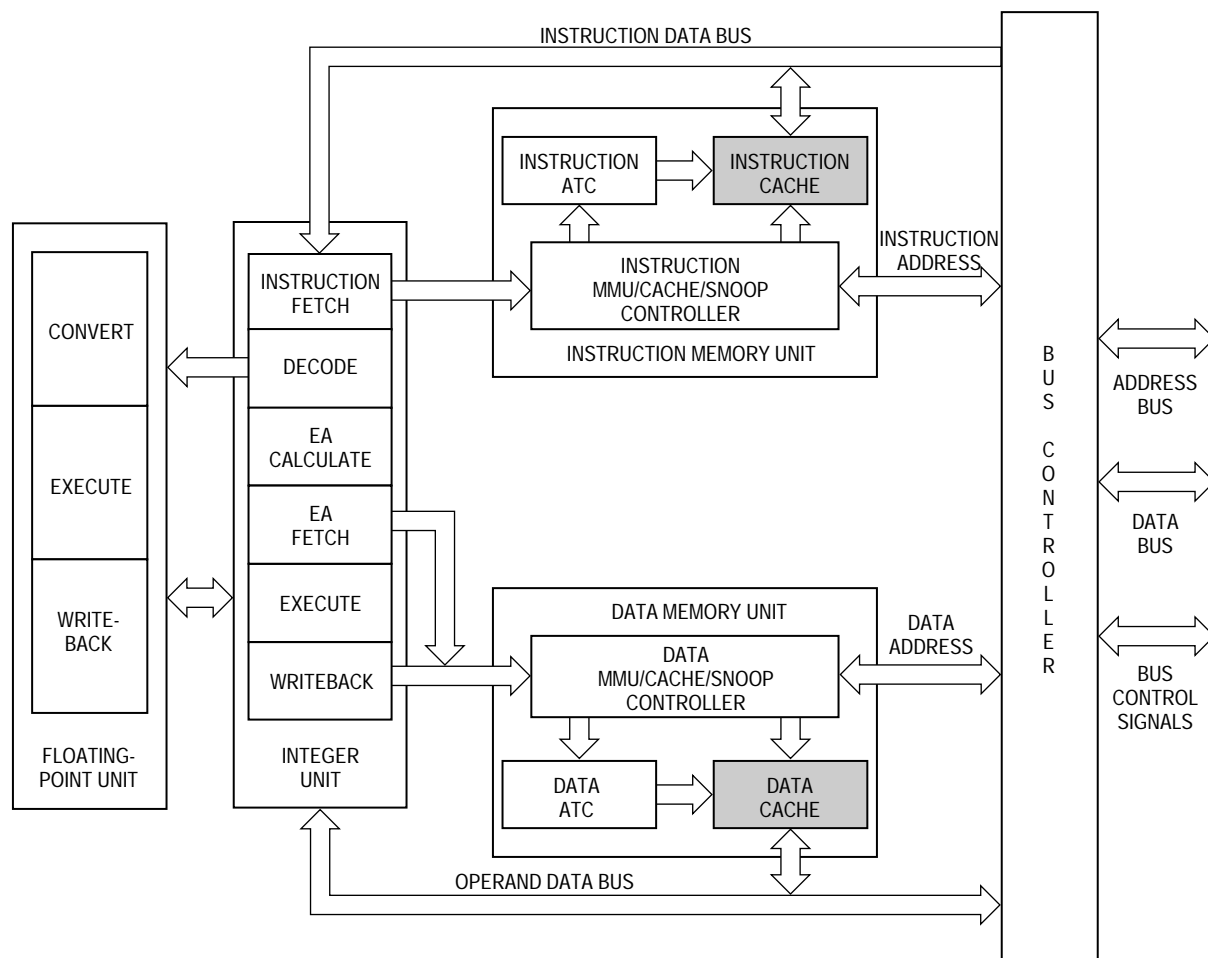 INSTRUCTION DATA BUS
INSTRUCTION
ATC
INSTRUCTION
CACHE
INSTRUCTION
MMU/CACHE/SNOOP
CONTROLLER
INSTRUCTION MEMORY UNIT
INSTRUCTION
ADDRESS
CONVERT
EXECUTE
WRITE-
BACK
FLOATING-
POINT UNIT
INSTRUCTION
FETCH
DECODE
EA
CALCULATE
EA
FETCH
EXECUTE
WRITEBACK
INTEGER
UNIT
DATA MEMORY UNIT
DATA
MMU/CACHE/SNOOP
CONTROLLER
DATA
ATC
DATA
CACHE
DATA
ADDRESS
OPERAND DATA BUS
BUS CONTROLLER
ADDRESS
BUS
DATA
BUS
BUS
CONTROL
SIGNALS